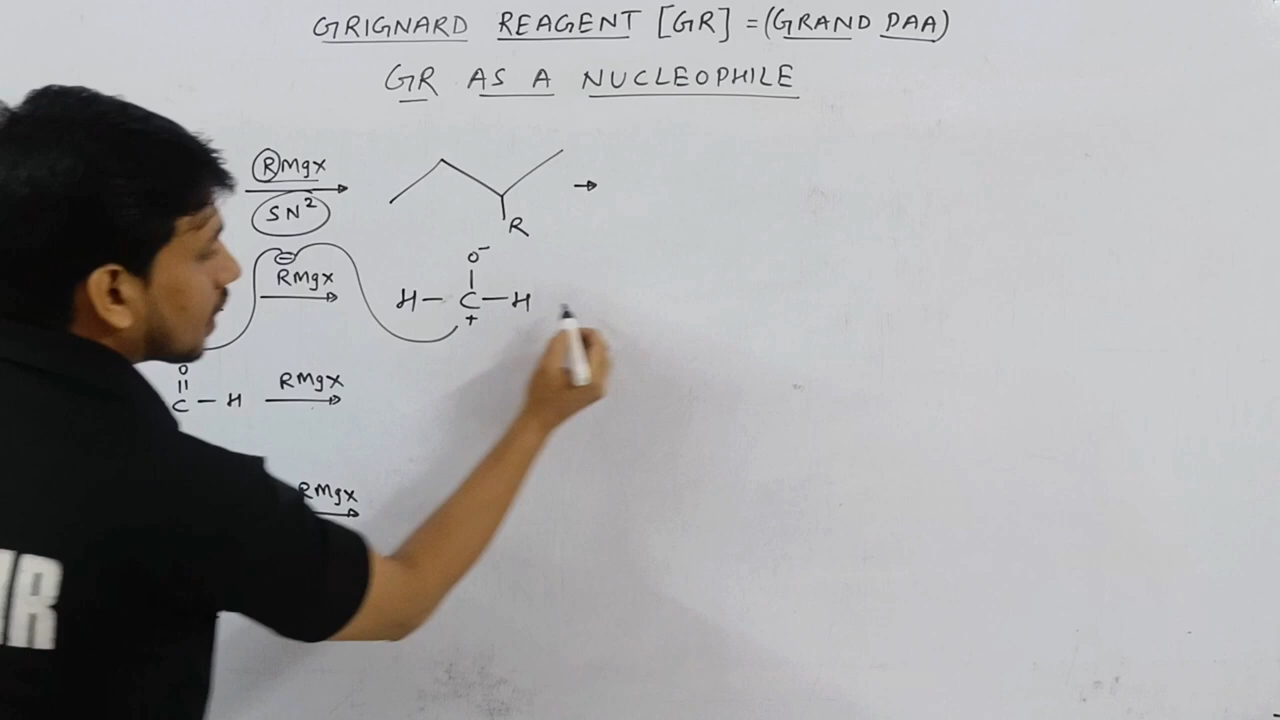 GRIGNARD REAGENT [GR] = (GRAND PAA)
GR AS A NUCLEOPHILE
RMgx
SN²
R
RMgx
⊖
O⁻
H – C – H
+
O
C – H
RMgx
RMgx